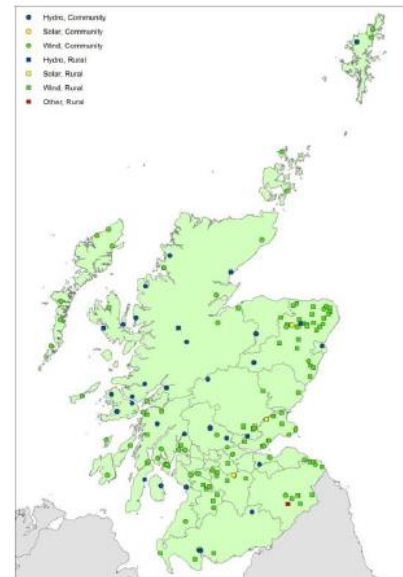 Hydro, Community
Solar, Community
Wind, Community
Hydro, Rural
Solar, Rural
Wind, Rural
Other, Rural